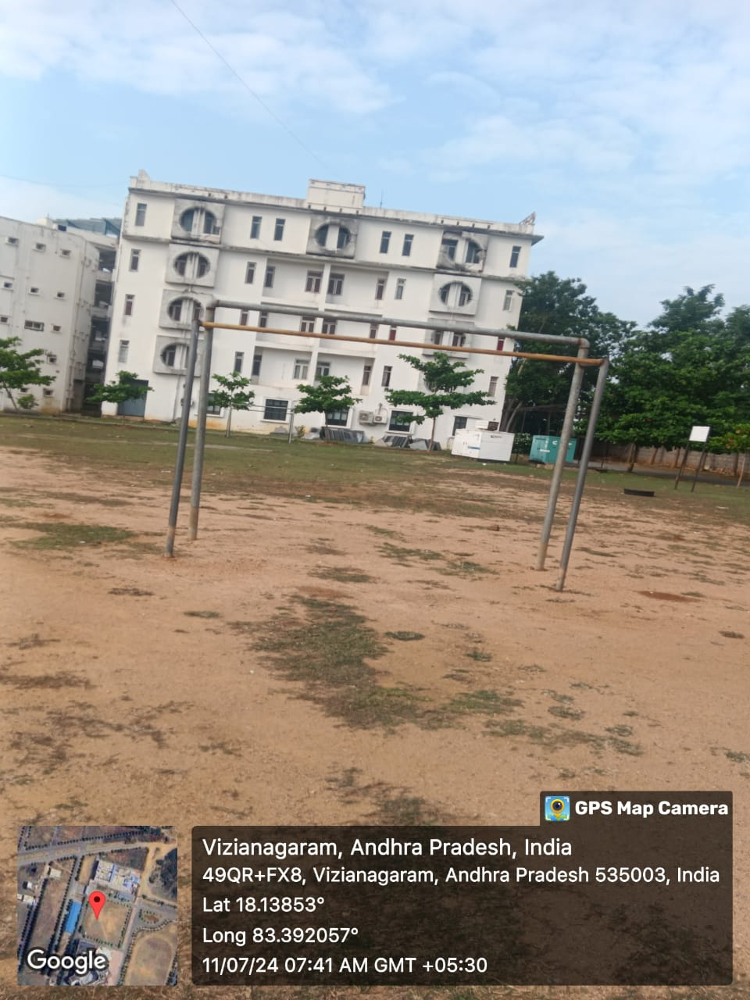 GPS Map Camera
Vizianagaram, Andhra Pradesh, India
49QR+FX8, Vizianagaram, Andhra Pradesh 535003, India
Lat 18.13853°
Long 83.392057°
11/07/24 07:41 AM GMT +05:30
Google